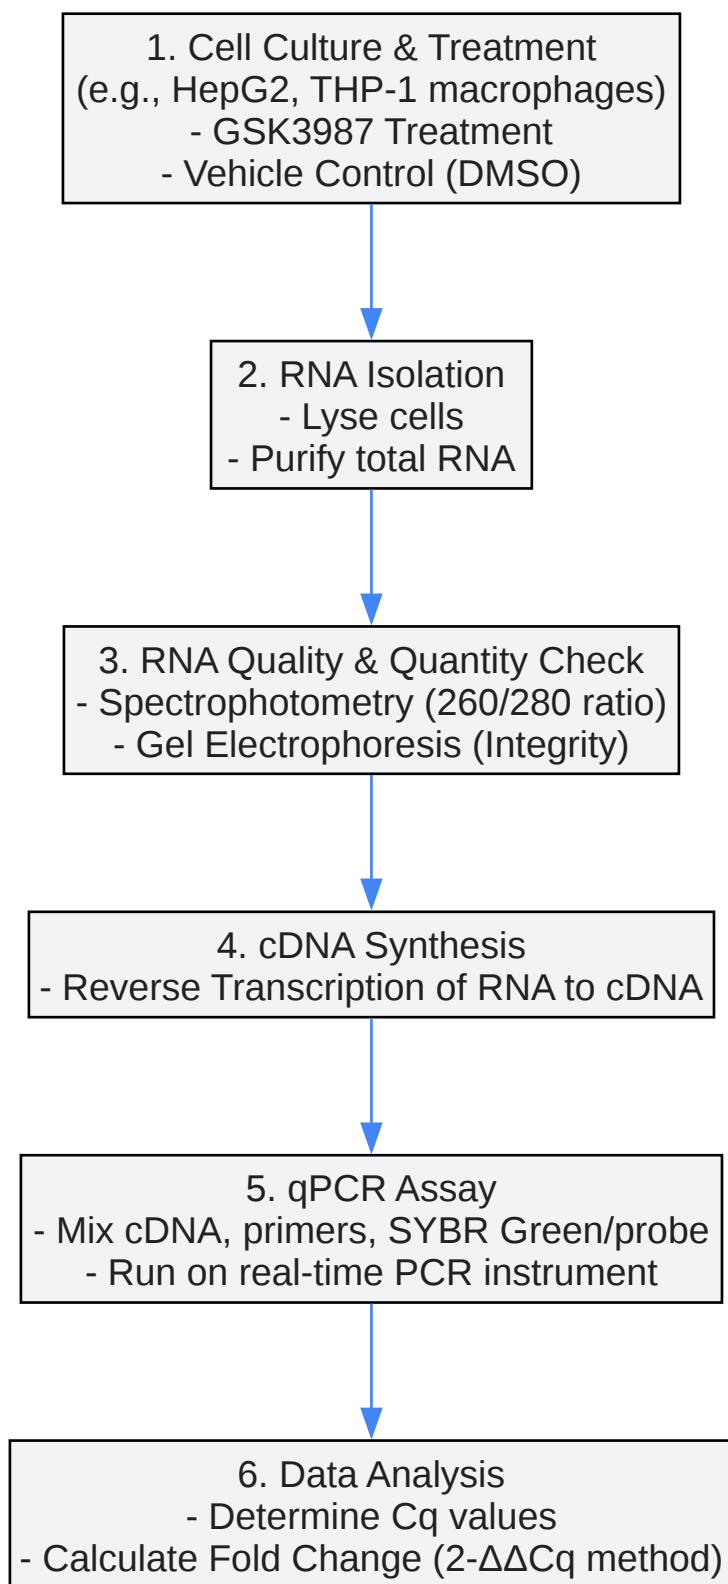 1. Cell Culture & Treatment
(e.g., HepG2, THP-1 macrophages)
- GSK3987 Treatment
- Vehicle Control (DMSO)
2. RNA Isolation
- Lyse cells
- Purify total RNA
3. RNA Quality & Quantity Check
- Spectrophotometry (260/280 ratio)
- Gel Electrophoresis (Integrity)
4. cDNA Synthesis
- Reverse Transcription of RNA to cDNA
5. qPCR Assay
- Mix cDNA, primers, SYBR Green/probe
- Run on real-time PCR instrument
6. Data Analysis
- Determine Cq values
- Calculate Fold Change (2-ΔΔCq method)